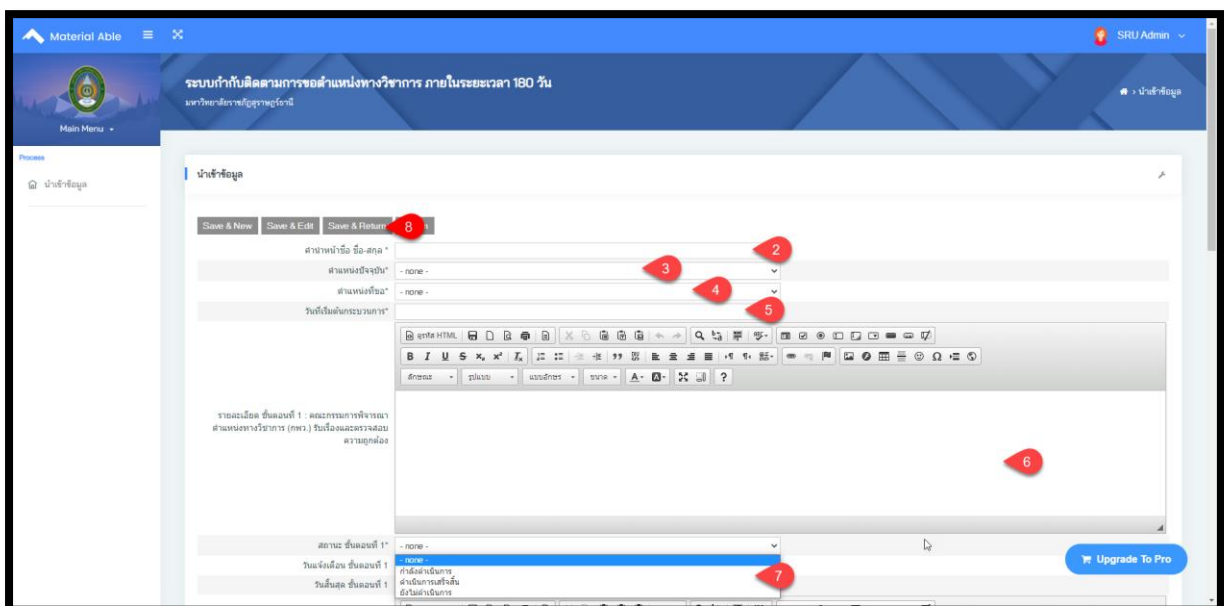 Material Able
SRU Admin
ระบบกำกับติดตามการขอตำแหน่งทางวิชาการ ภายในระยะเวลา 180 วัน
มหาวิทยาลัยราชภัฏสุราษฎร์ธานี
> นำเข้าข้อมูล
Main Menu
Process
นำเข้าข้อมูล
นำเข้าข้อมูล
Save & New Save & Edit Save & Return 8
คำนำหน้าชื่อ ชื่อ-สกุล * 2
ตำแหน่งปัจจุบัน* - none - 3
ตำแหน่งที่ขอ* - none - 4
วันที่เริ่มต้นกระบวนการ* 5
ดูรหัส HTML
B I U S x₂ x² Tx
ลักษณะ รูปแบบ แบบอักษร ขนาด A A ?
รายละเอียด ขั้นตอนที่ 1 : คณะกรรมการพิจารณา
ตำแหน่งทางวิชาการ (กพว.) รับเรื่องและตรวจสอบ
ความถูกต้อง
6
สถานะ ขั้นตอนที่ 1* - none -
วันแจ้งเตือน ขั้นตอนที่ 1
วันสิ้นสุด ขั้นตอนที่ 1
- none -
กำลังดำเนินการ
ดำเนินการเสร็จสิ้น
ยังไม่ดำเนินการ
7
Upgrade To Pro